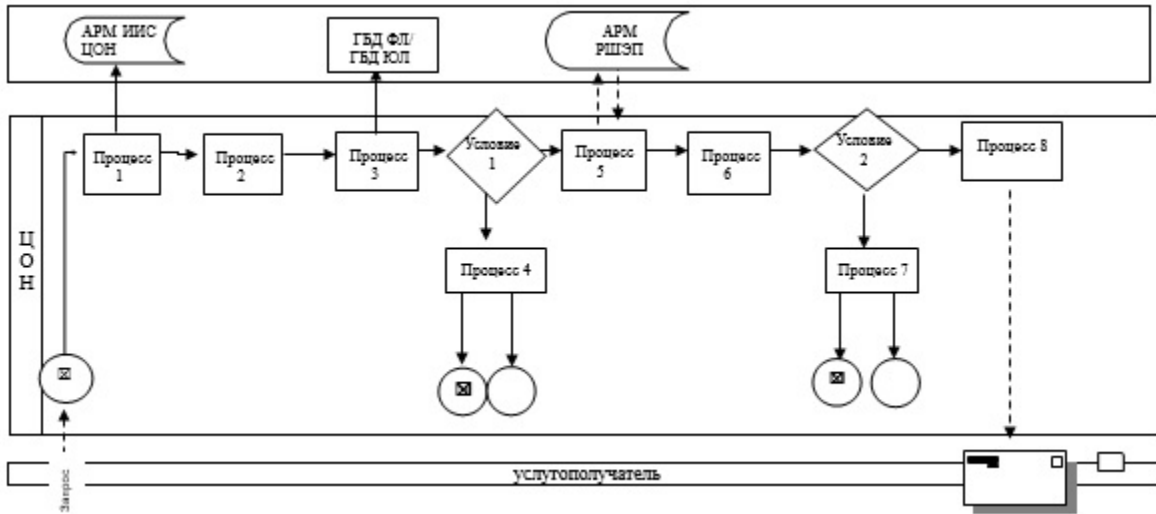 АРМ ИИС
ЦОН
ГБД ФЛ/
ГБД ЮЛ
АРМ
РШЭП
Процесс
1
Процесс
2
Процесс
3
Условие
1
Процесс
5
Процесс
6
Условие
2
Процесс 8
Ц
О
Н
Процесс 4
Процесс 7
Запрос
услугополучатель